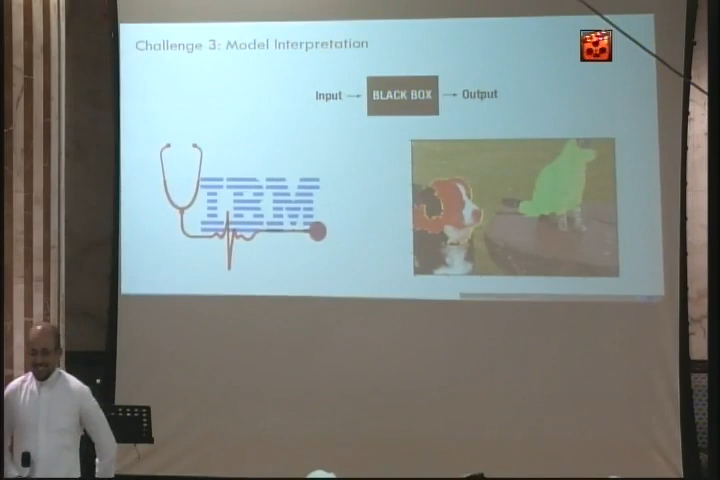 Challenge 3: Model Interpretation
Input → BLACK BOX → Output
IBM